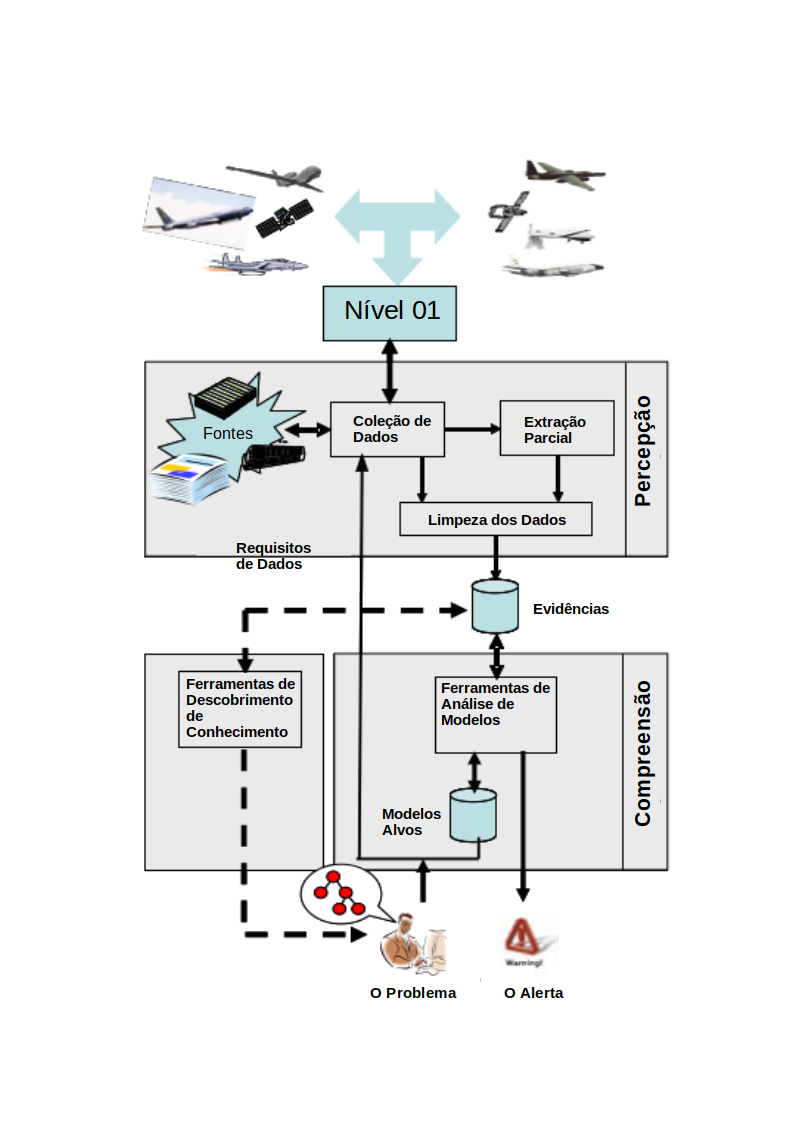 Nível 01
Fontes
Coleção de
Dados
Extração
Parcial
Percepção
Limpeza dos Dados
Requisitos
de Dados
Evidências
Ferramentas de
Descobrimento
de
Conhecimento
Ferramentas de
Análise de
Modelos
Compreensão
Modelos
Alvos
Warning!
O Problema
O Alerta